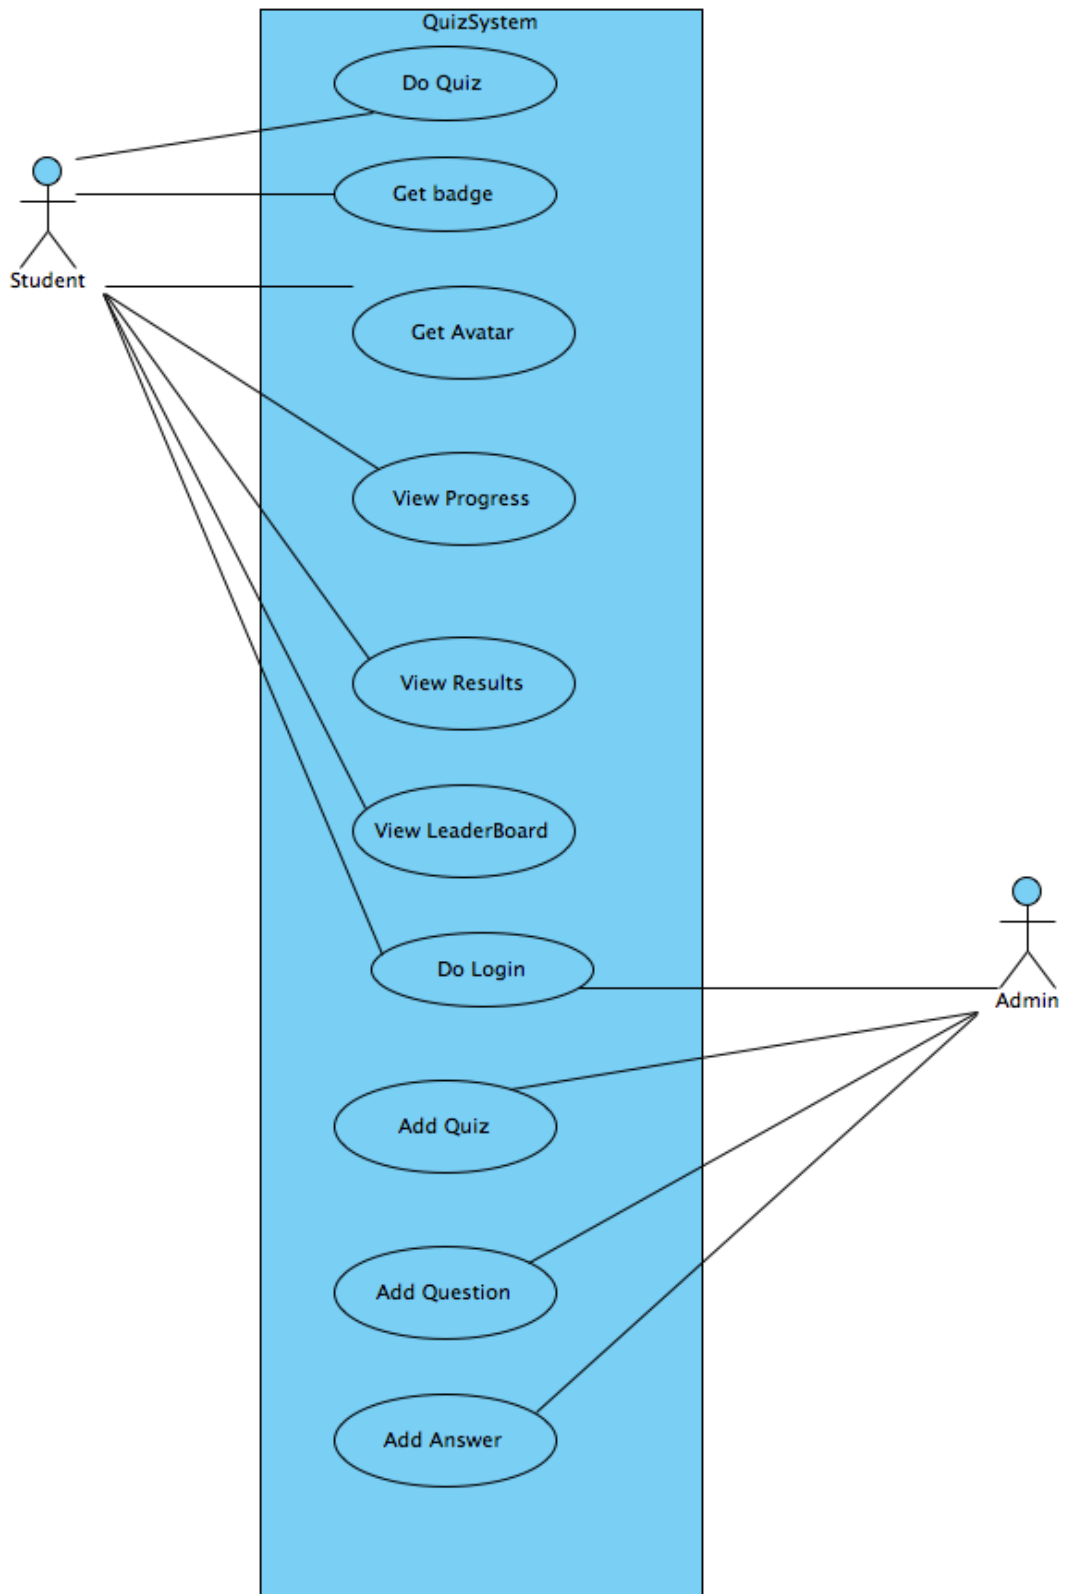 QuizSystem
Do Quiz
Get badge
Student
Get Avatar
View Progress
View Results
View LeaderBoard
Do Login
Admin
Add Quiz
Add Question
Add Answer